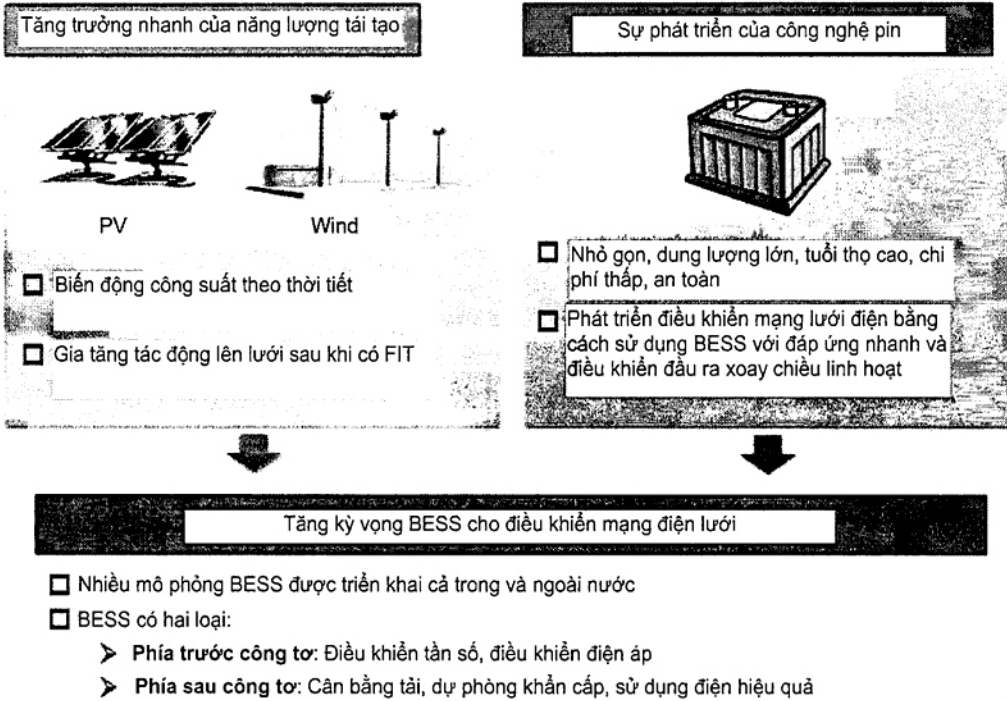 Tăng trưởng nhanh của năng lượng tái tạo
PV
Wind
Biến động công suất theo thời tiết
Gia tăng tác động lên lưới sau khi có FIT
Sự phát triển của công nghệ pin
Nhỏ gọn, dung lượng lớn, tuổi thọ cao, chi
phí thấp, an toàn
Phát triển điều khiển mạng lưới điện bằng
cách sử dụng BESS với đáp ứng nhanh và
điều khiển đầu ra xoay chiều linh hoạt
Tăng kỳ vọng BESS cho điều khiển mạng điện lưới
Nhiều mô phỏng BESS được triển khai cả trong và ngoài nước
BESS có hai loại:
Phía trước công tơ: Điều khiển tần số, điều khiển điện áp
Phía sau công tơ: Cân bằng tải, dự phòng khẩn cấp, sử dụng điện hiệu quả